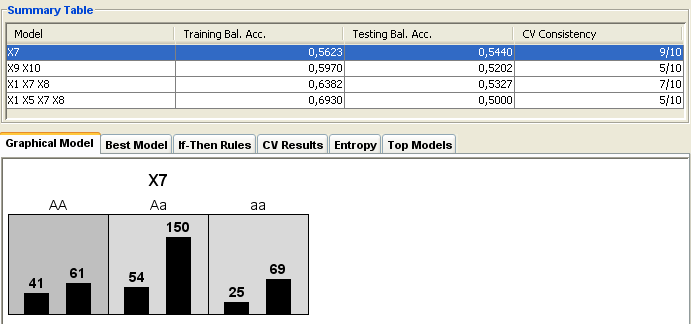 Summary Table
Model Training Bal. Acc. Testing Bal. Acc. CV Consistency
X7 0,5623 0,5440 9/10
X9 X10 0,5970 0,5202 5/10
X1 X7 X8 0,6382 0,5327 7/10
X1 X5 X7 X8 0,6930 0,5000 5/10
Graphical Model Best Model If-Then Rules CV Results Entropy Top Models
X7
AA Aa aa
41 61 54 150 25 69